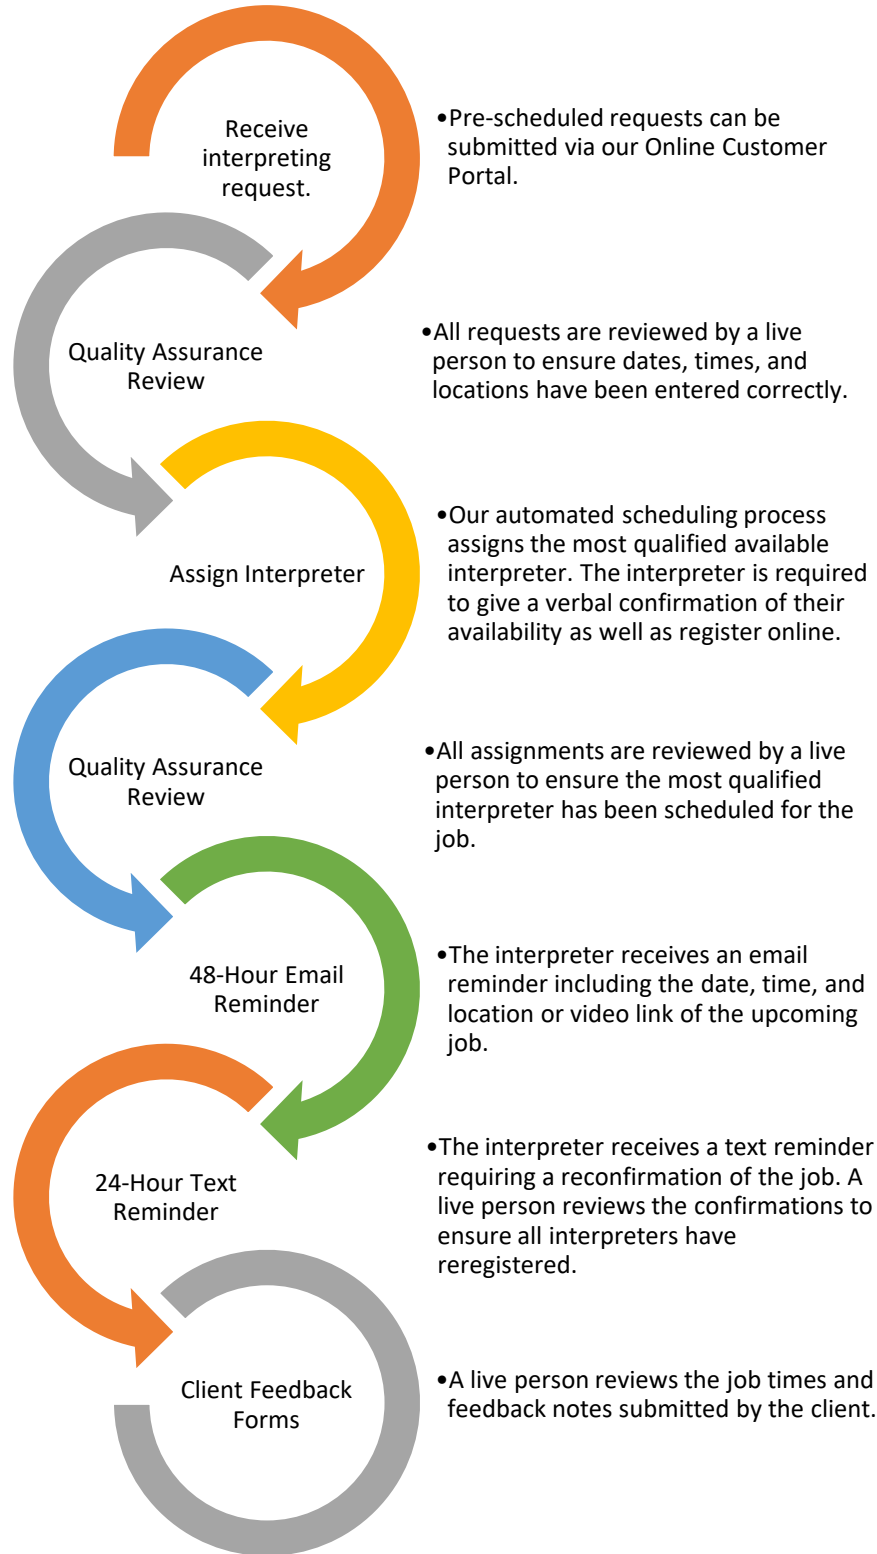 Receive
interpreting
request.
•Pre-scheduled requests can be
submitted via our Online Customer
Portal.
Quality Assurance
Review
•All requests are reviewed by a live
person to ensure dates, times, and
locations have been entered correctly.
Assign Interpreter
•Our automated scheduling process
assigns the most qualified available
interpreter. The interpreter is required
to give a verbal confirmation of their
availability as well as register online.
Quality Assurance
Review
•All assignments are reviewed by a live
person to ensure the most qualified
interpreter has been scheduled for the
job.
48-Hour Email
Reminder
•The interpreter receives an email
reminder including the date, time, and
location or video link of the upcoming
job.
24-Hour Text
Reminder
•The interpreter receives a text reminder
requiring a reconfirmation of the job. A
live person reviews the confirmations to
ensure all interpreters have
reregistered.
Client Feedback
Forms
•A live person reviews the job times and
feedback notes submitted by the client.